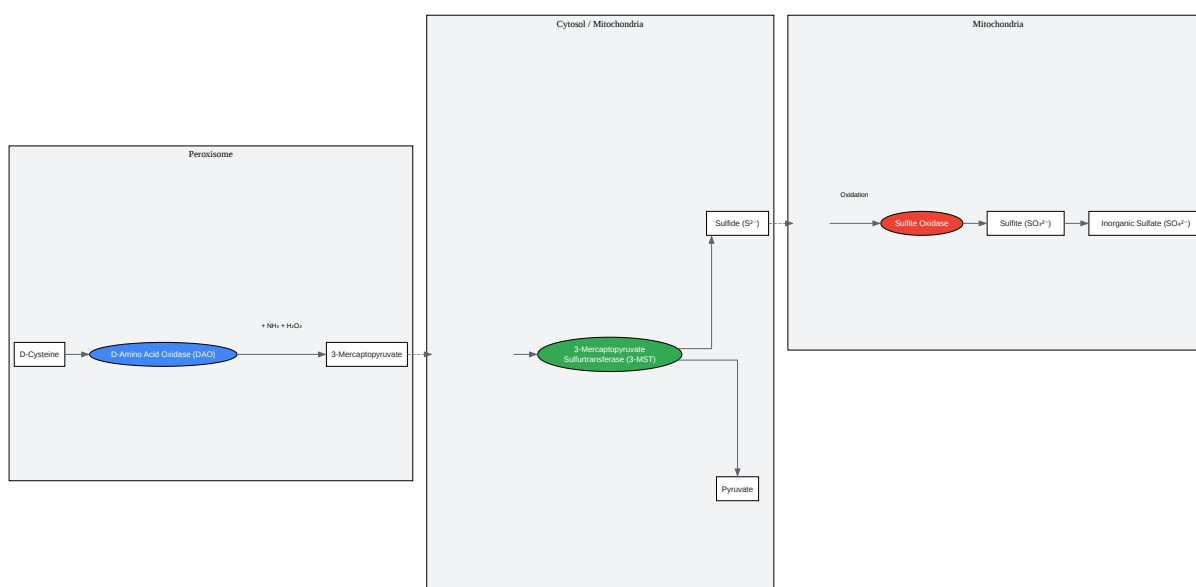 Peroxisome
D-Cysteine
D-Amino Acid Oxidase (DAO)
+ NH₃ + H₂O₂
3-Mercaptopyruvate
Cytosol / Mitochondria
3-Mercaptopyruvate
Sulfurtransferase (3-MST)
Sulfide (S²⁻)
Pyruvate
Mitochondria
Oxidation
Sulfite Oxidase
Sulfite (SO₃²⁻)
Inorganic Sulfate (SO₄²⁻)